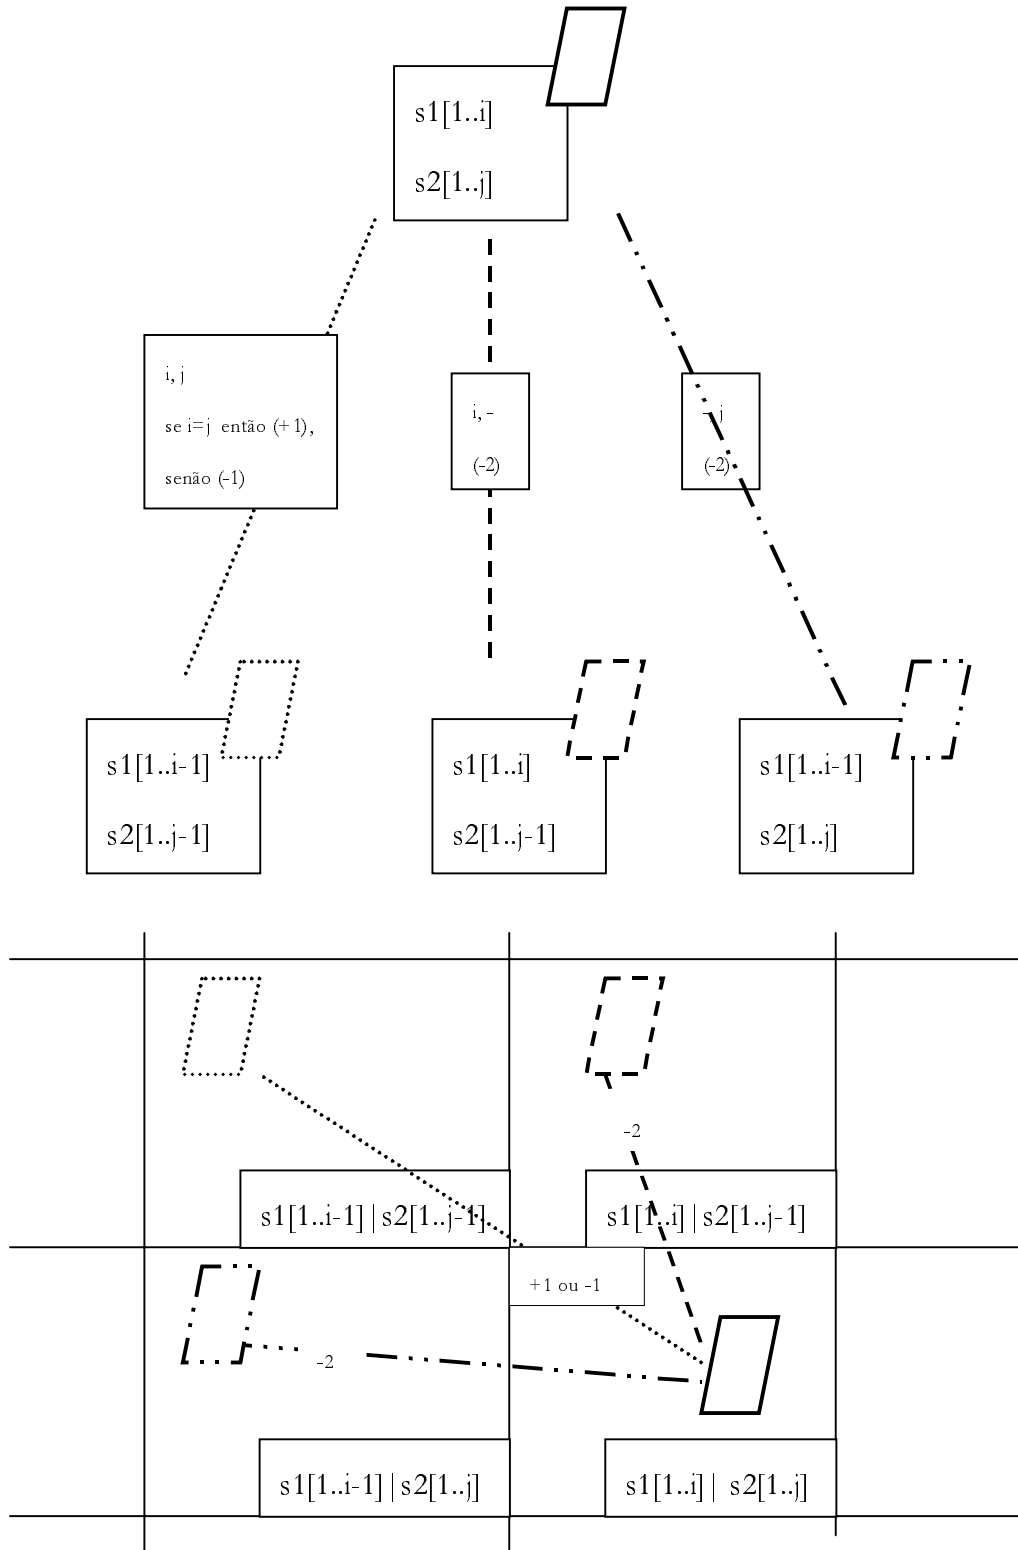 s1[1..i]
s2[1..j]
i, j
se i=j então (+1),
senão (-1)
i, -
(-2)
-, j
(-2)
s1[1..i-1]
s2[1..j-1]
s1[1..i]
s2[1..j-1]
s1[1..i-1]
s2[1..j]
-2
s1[1..i-1] | s2[1..j-1]
s1[1..i] | s2[1..j-1]
+1 ou -1
-2
s1[1..i-1] | s2[1..j]
s1[1..i] | s2[1..j]